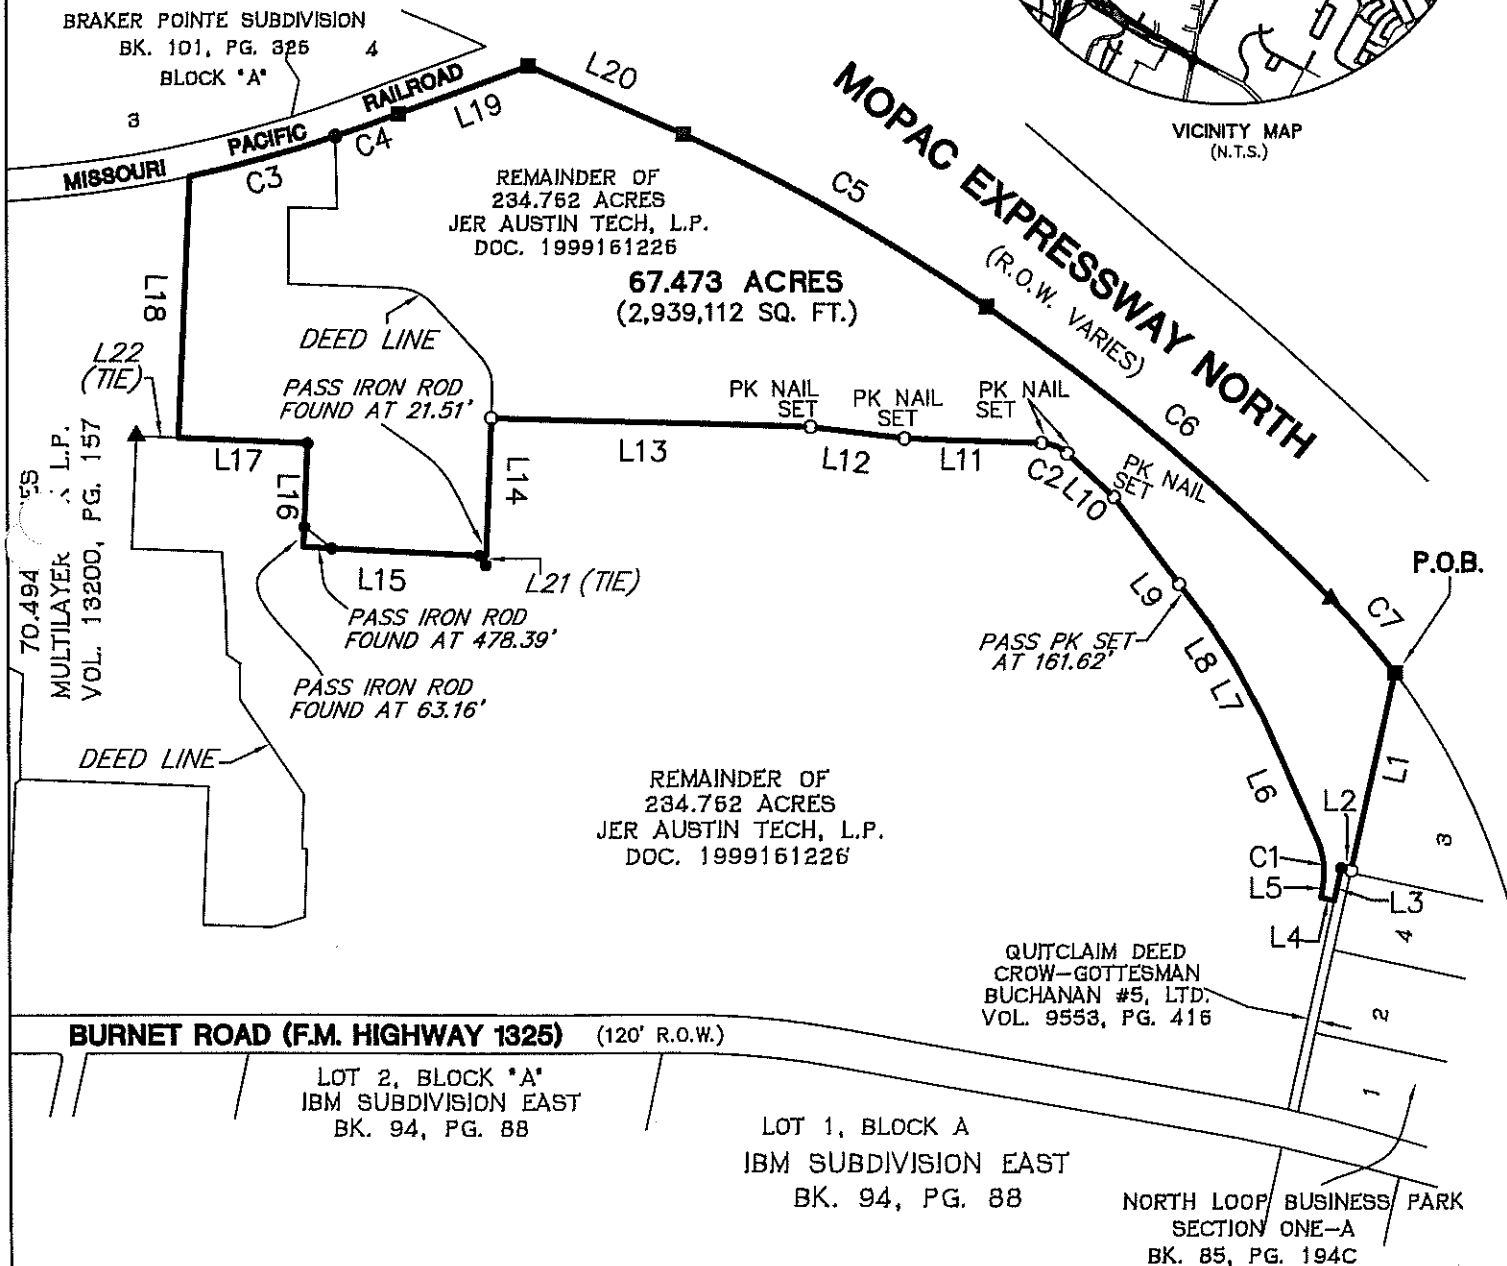 BRAKER POINTE SUBDIVISION
BK. 101, PG. 326
BLOCK "A"
4
3
MISSOURI PACIFIC RAILROAD
C3
C4
L19
L20
C5
VICINITY MAP
(N.T.S.)
MOPAC EXPRESSWAY NORTH
(R.O.W. VARIES)
REMAINDER OF
234.762 ACRES
JER AUSTIN TECH, L.P.
DOC. 1999161226
67.473 ACRES
(2,939,112 SQ. FT.)
L18
DEED LINE
L22
(TIE)
PASS IRON ROD
FOUND AT 21.51'
PK NAIL
SET
PK NAIL
SET
PK NAIL
SET
C6
L17
L16
L14
L13
L12
L11
C2
L10
PK NAIL
SET
70.494
MULTILAYER L.P.
VOL. 13200, PG. 157
L15
L21 (TIE)
L9
C7
P.O.B.
PASS IRON ROD
FOUND AT 478.39'
PASS PK SET
AT 161.62'
L8
L7
PASS IRON ROD
FOUND AT 63.16'
DEED LINE
L6
L1
L2
REMAINDER OF
234.762 ACRES
JER AUSTIN TECH, L.P.
DOC. 1999161226
C1
L5
L3
L4
3
4
2
1
QUITCLAIM DEED
CROW-GOTTESMAN
BUCHANAN #5, LTD.
VOL. 9553, PG. 416
BURNET ROAD (F.M. HIGHWAY 1325) (120' R.O.W.)
LOT 2, BLOCK "A"
IBM SUBDIVISION EAST
BK. 94, PG. 88
LOT 1, BLOCK A
IBM SUBDIVISION EAST
BK. 94, PG. 88
NORTH LOOP BUSINESS PARK
SECTION ONE-A
BK. 85, PG. 194C